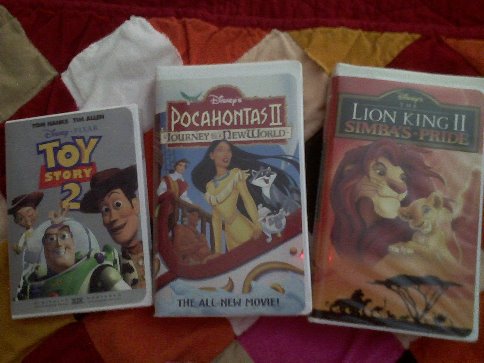 TOM HANKS TIM ALLEN
Disney · PIXAR
TOY
STORY
2
Disney's
POCAHONTAS II
JOURNEY TO A NEW WORLD
THE ALL-NEW MOVIE!
Disney's
THE
LION KING II
SIMBA'S · PRIDE